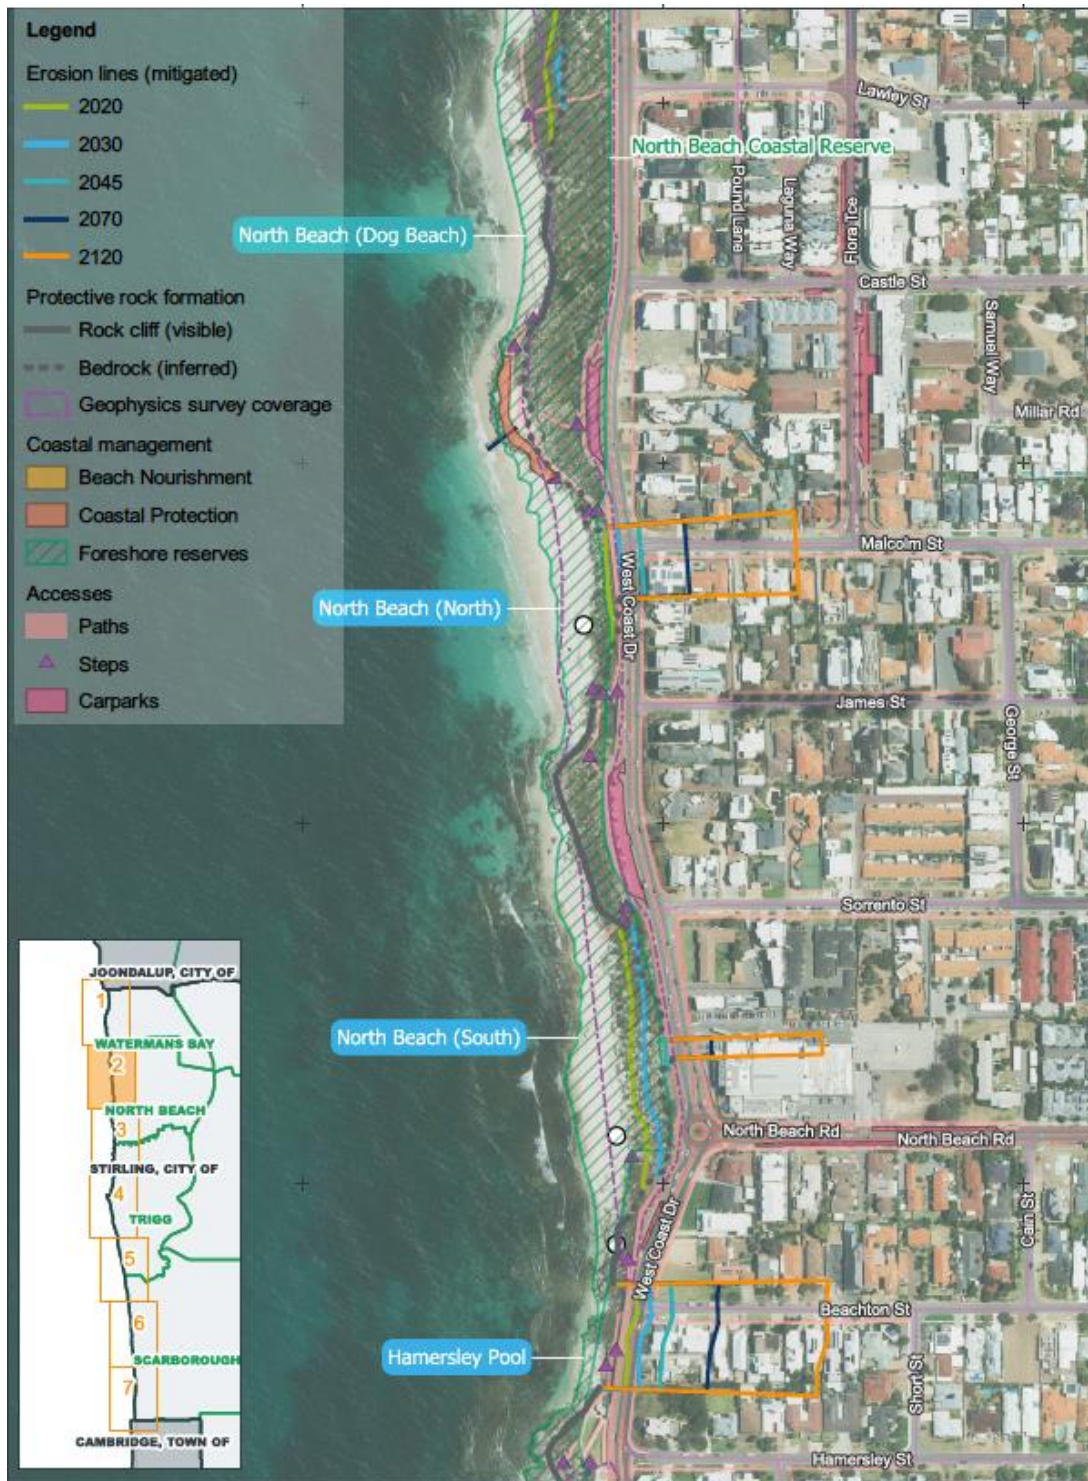 Legend
Erosion lines (mitigated)
2020
2030
2045
2070
2120
Protective rock formation
Rock cliff (visible)
Bedrock (inferred)
Geophysics survey coverage
Coastal management
Beach Nourishment
Coastal Protection
Foreshore reserves
Accesses
Paths
Steps
Carparks
Lawley St
North Beach Coastal Reserve
Pound Lane
Laguna Way
Flora Tce
North Beach (Dog Beach)
Castle St
Samuel Way
Millar Rd
Malcolm St
West Coast Dr
North Beach (North)
James St
George St
Sorrento St
North Beach (South)
North Beach Rd
North Beach Rd
West Coast Dr
Cain St
Beachton St
Hamersley Pool
Short St
Hamersley St
JOONDALUP, CITY OF
1
WATERMANS BAY
2
NORTH BEACH
3
STIRLING, CITY OF
4
TRIGG
5
6
SCARBOROUGH
7
CAMBRIDGE, TOWN OF